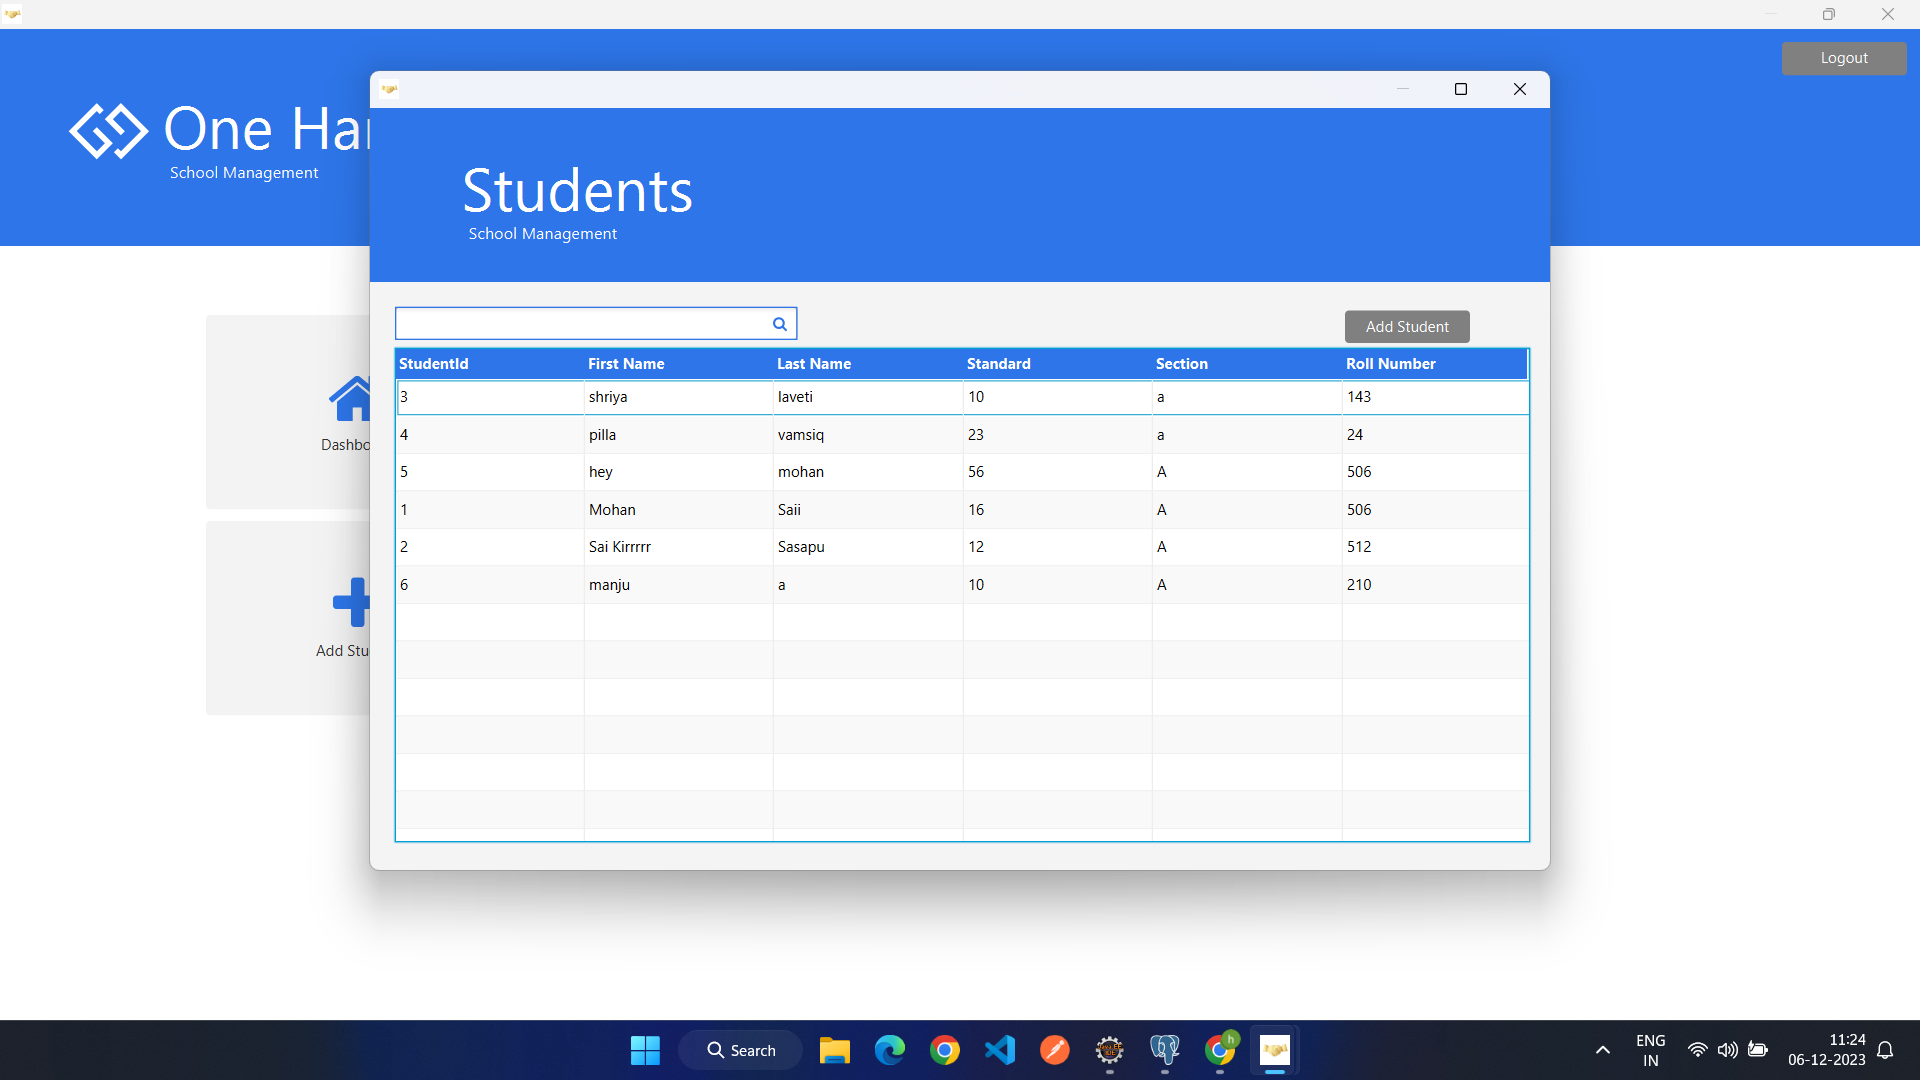 Logout
One Har
School Management
Students
School Management
Add Student
StudentId First Name Last Name Standard Section Roll Number
3 shriya laveti 10 a 143
4 pilla vamsiq 23 a 24
5 hey mohan 56 A 506
1 Mohan Saii 16 A 506
2 Sai Kirrrrr Sasapu 12 A 512
6 manju a 10 A 210
Dashbo
Add Stu
Search
h
ENG
IN
11:24
06-12-2023